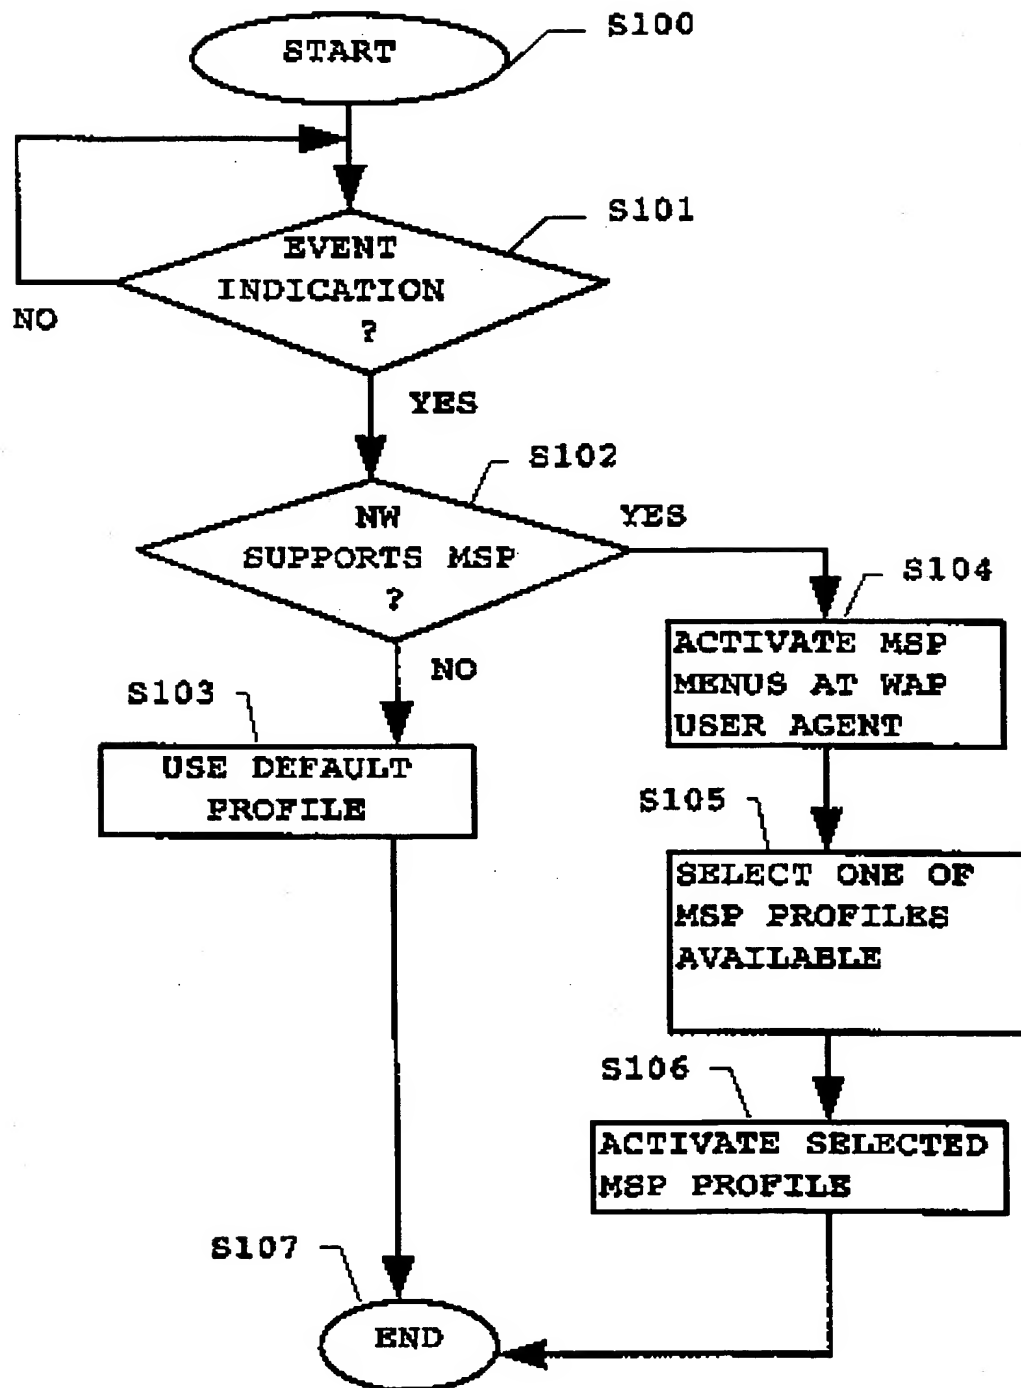 S100
START
S101
EVENT
INDICATION
?
NO
YES
S102
NW
SUPPORTS MSP
?
YES
NO
S104
ACTIVATE MSP
MENUS AT WAP
USER AGENT
S103
USE DEFAULT
PROFILE
S105
SELECT ONE OF
MSP PROFILES
AVAILABLE
S106
ACTIVATE SELECTED
MSP PROFILE
S107
END